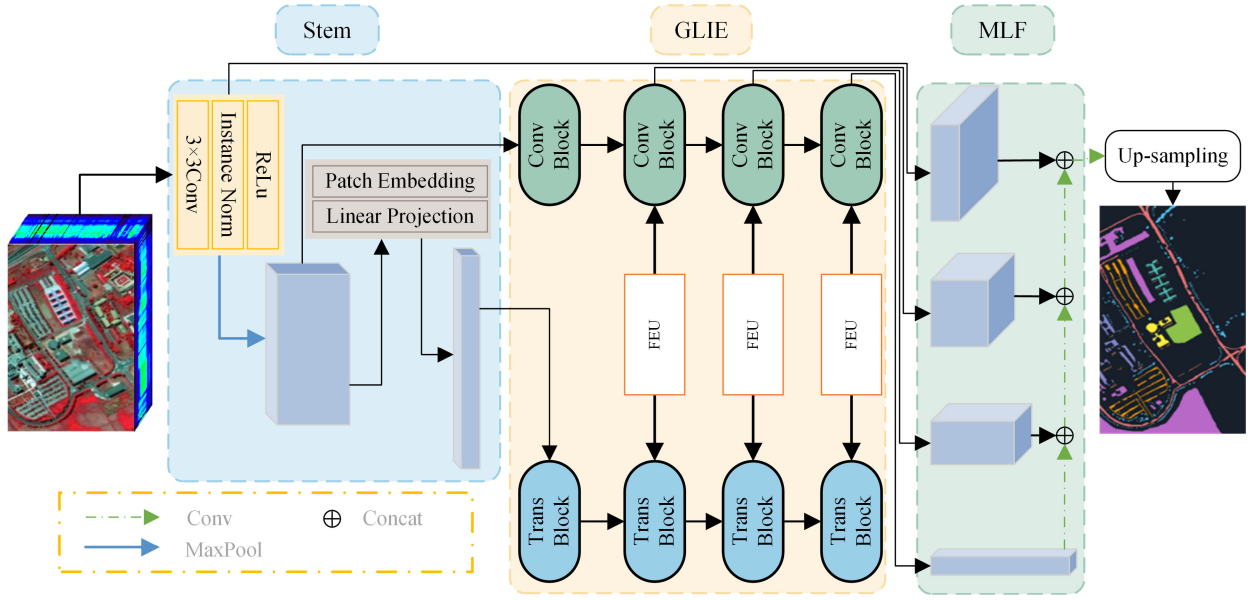 Stem
GLIE
MLF
3×3Conv
Instance Norm
ReLu
Patch Embedding
Linear Projection
Conv
Block
Conv
Block
Conv
Block
Conv
Block
FEU
FEU
FEU
Trans
Block
Trans
Block
Trans
Block
Trans
Block
Up-sampling
Conv
Concat
MaxPool